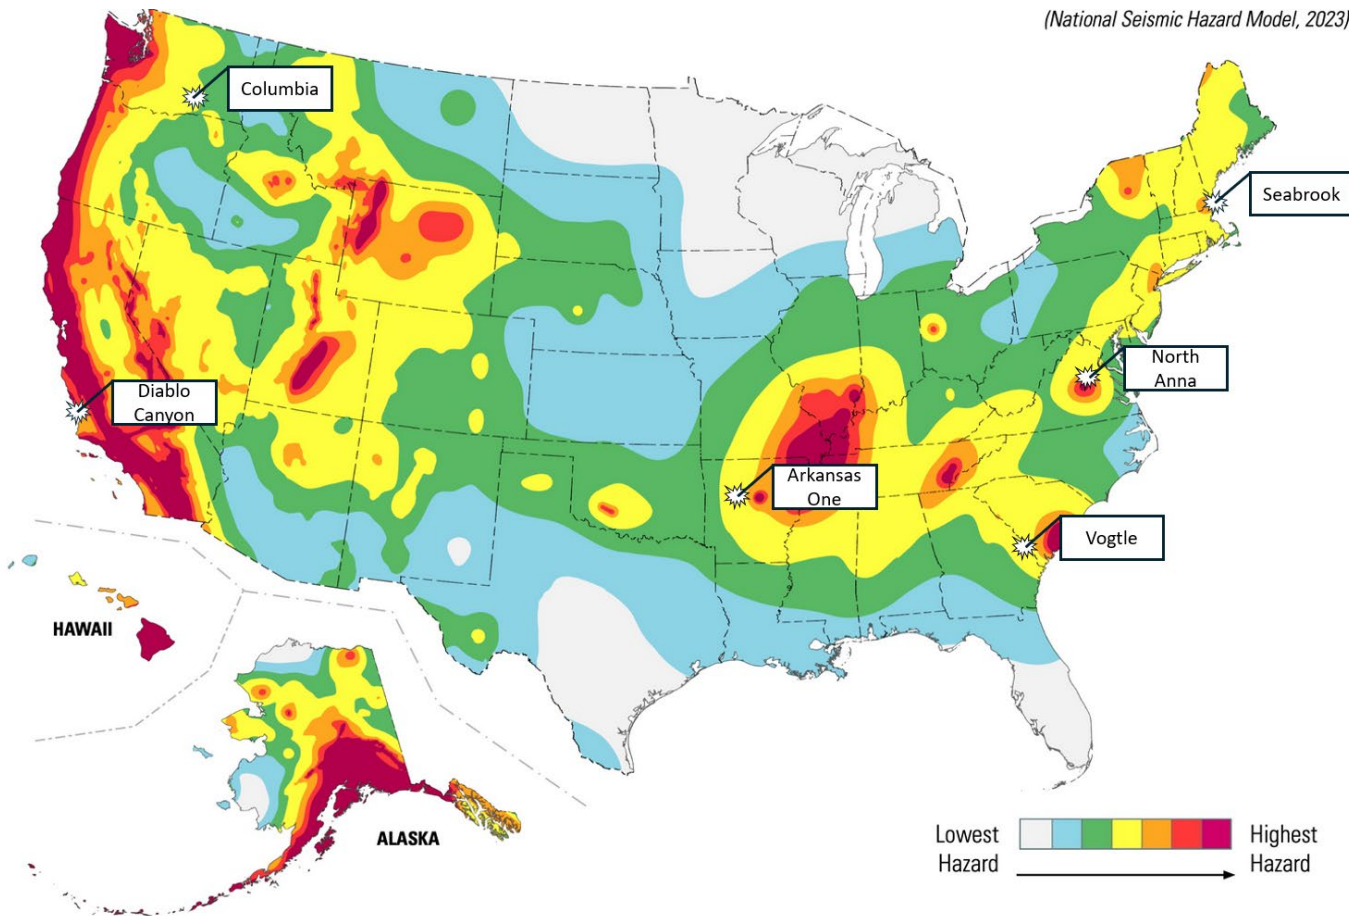 (National Seismic Hazard Model, 2023)
Columbia
Seabrook
North
Anna
Diablo
Canyon
Arkansas
One
Vogtle
HAWAII
ALASKA
Lowest
Hazard
Highest
Hazard